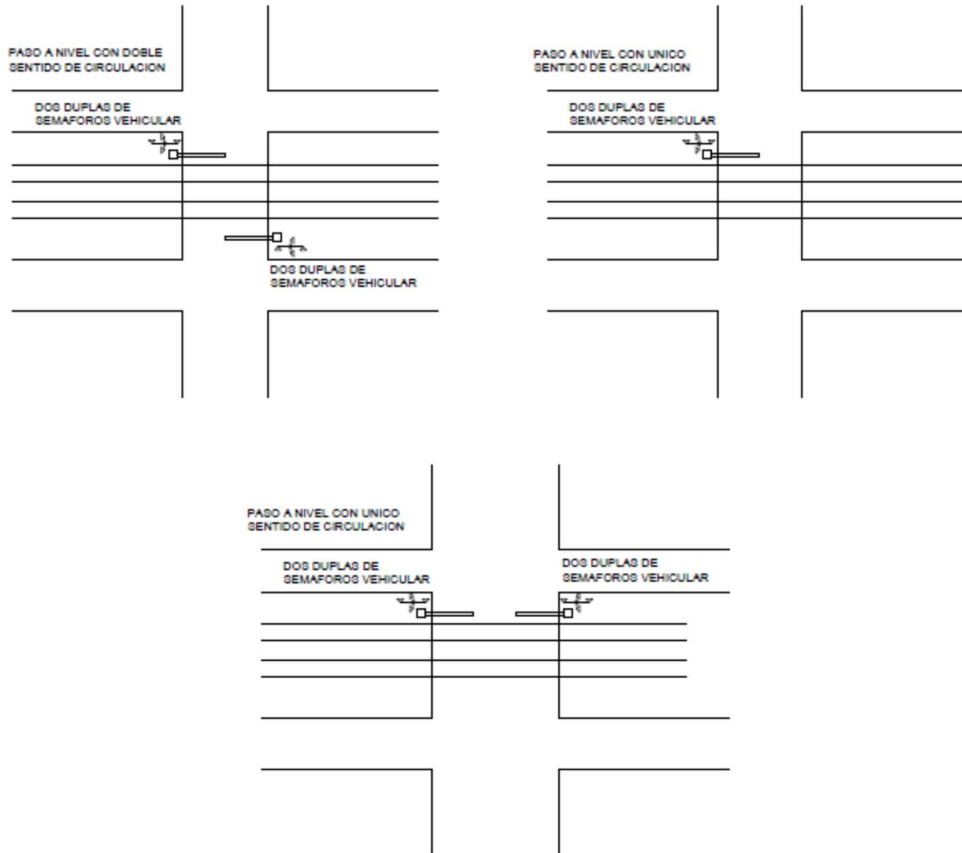 PASO A NIVEL CON DOBLE
SENTIDO DE CIRCULACION
DOS DUPLAS DE
SEMAFOROS VEHICULAR
DOS DUPLAS DE
SEMAFOROS VEHICULAR
PASO A NIVEL CON UNICO
SENTIDO DE CIRCULACION
DOS DUPLAS DE
SEMAFOROS VEHICULAR
PASO A NIVEL CON UNICO
SENTIDO DE CIRCULACION
DOS DUPLAS DE
SEMAFOROS VEHICULAR
DOS DUPLAS DE
SEMAFOROS VEHICULAR